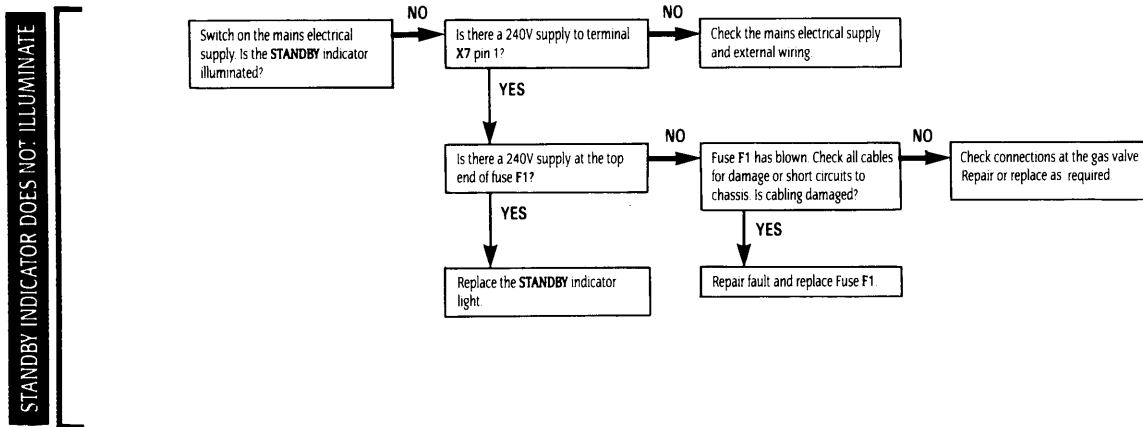 STANDBY INDICATOR DOES NOT ILLUMINATE
Switch on the mains electrical
supply. Is the STANDBY indicator
illuminated?
NO
Is there a 240V supply to terminal
X7 pin 1?
NO
Check the mains electrical supply
and external wiring
YES
Is there a 240V supply at the top
end of fuse F1?
NO
Fuse F1 has blown. Check all cables
for damage or short circuits to
chassis. Is cabling damaged?
NO
Check connections at the gas valve
Repair or replace as required
YES
Replace the STANDBY indicator
light.
YES
Repair fault and replace Fuse F1.